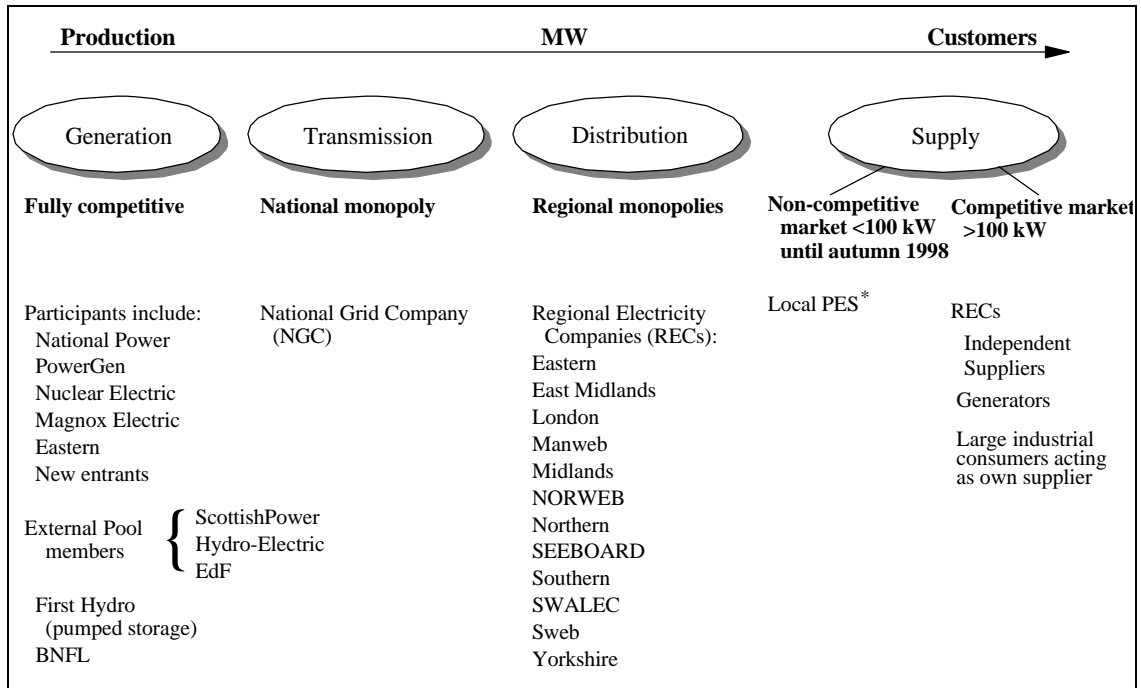 Production MW Customers
Generation Transmission Distribution Supply
Fully competitive
National monopoly
Regional monopolies
Non-competitive
market <100 kW
until autumn 1998
Competitive market
>100 kW
Participants include:
National Power
PowerGen
Nuclear Electric
Magnox Electric
Eastern
New entrants
External Pool
members
{
ScottishPower
Hydro-Electric
EdF
First Hydro
(pumped storage)
BNFL
National Grid Company
(NGC)
Regional Electricity
Companies (RECs):
Eastern
East Midlands
London
Manweb
Midlands
NORWEB
Northern
SEEBOARD
Southern
SWALEC
Sweb
Yorkshire
Local PES*
RECs
Independent
Suppliers
Generators
Large industrial
consumers acting
as own supplier